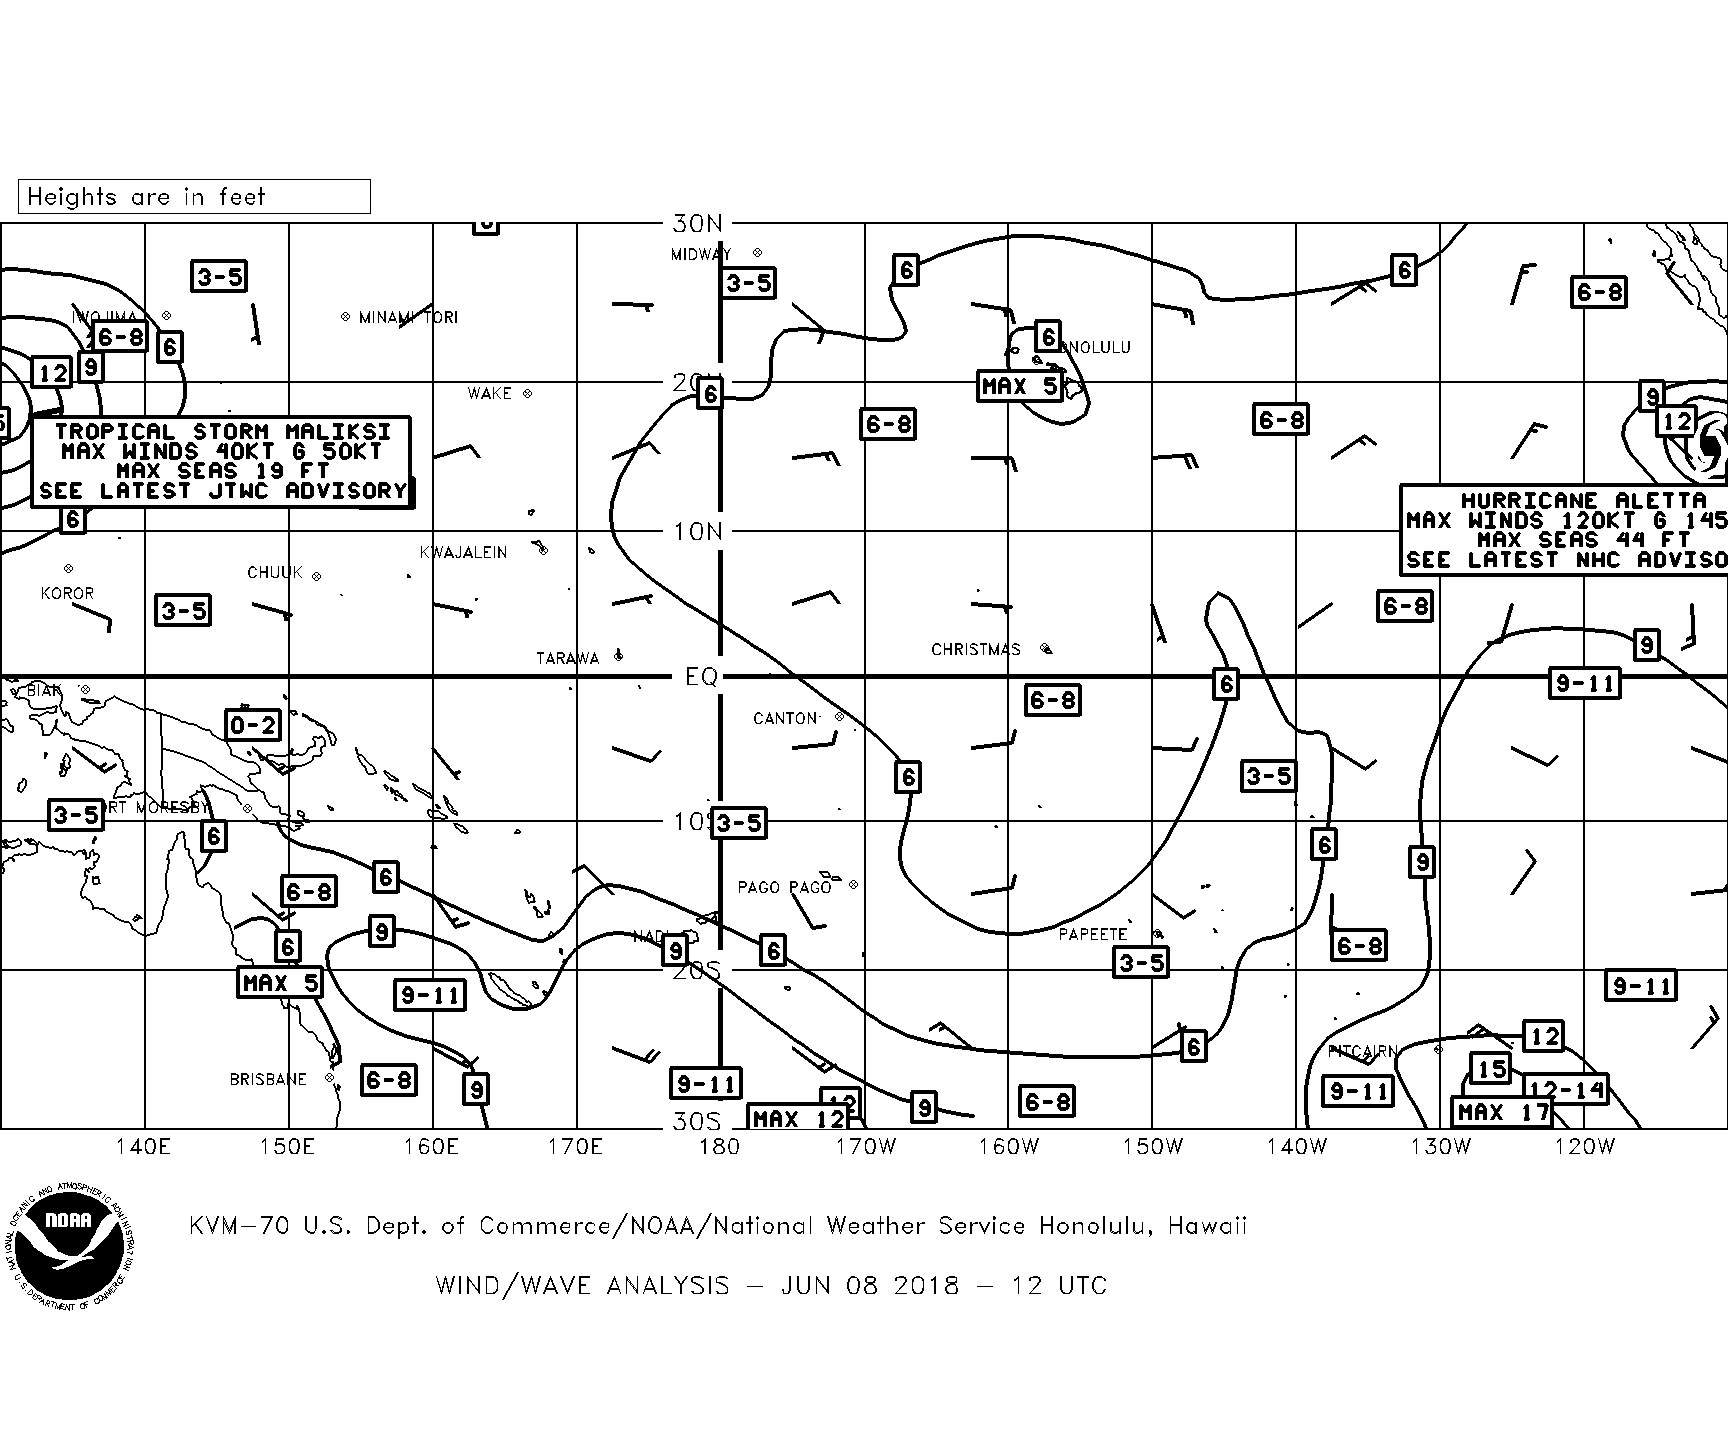 Heights are in feet
30N
6
MIDWAY
3-5
3-5
6
6
6-8
IWO JIMA
MINAMI TORI
6-8
6
6
12
9
MAX 5
WAKE
6
20N
9
6-8
6-8
12
TROPICAL STORM MALIKSI
MAX WINDS 40KT G 50KT
MAX SEAS 19 FT
SEE LATEST JTWC ADVISORY
6
HURRICANE ALETTA
MAX WINDS 120KT G 145
MAX SEAS 44 FT
SEE LATEST NHC ADVISO
10N
KWAJALEIN
CHUUK
KOROR
3-5
6-8
TARAWA
CHRISTMAS
9
EQ
6
9-11
BIAK
6-8
0-2
CANTON
6
3-5
3-5
RT MORESBY
10S
3-5
6
6
9
6
6-8
PAGO PAGO
9
NADI
9
6
PAPEETE
6-8
6
3-5
20S
MAX 5
9-11
9-11
6
12
PITCAIRN
BRISBANE
6-8
9
9-11
15
12-14
9-11
12
MAX 12
9
6-8
MAX 17
30S
140E 150E 160E 170E 180 170W 160W 150W 140W 130W 120W
NOAA
NATIONAL OCEANIC AND ATMOSPHERIC ADMINISTRATION
U.S. DEPARTMENT OF COMMERCE
KVM-70 U.S. Dept. of Commerce/NOAA/National Weather Service Honolulu, Hawaii
WIND/WAVE ANALYSIS - JUN 08 2018 - 12 UTC